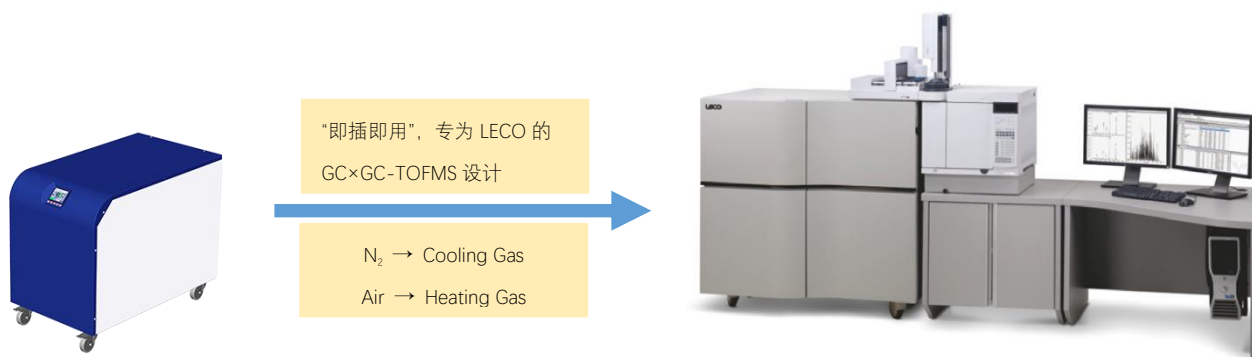 “即插即用”，专为 LECO 的
GC×GC-TOFMS 设计
N₂ → Cooling Gas
Air → Heating Gas
LECO